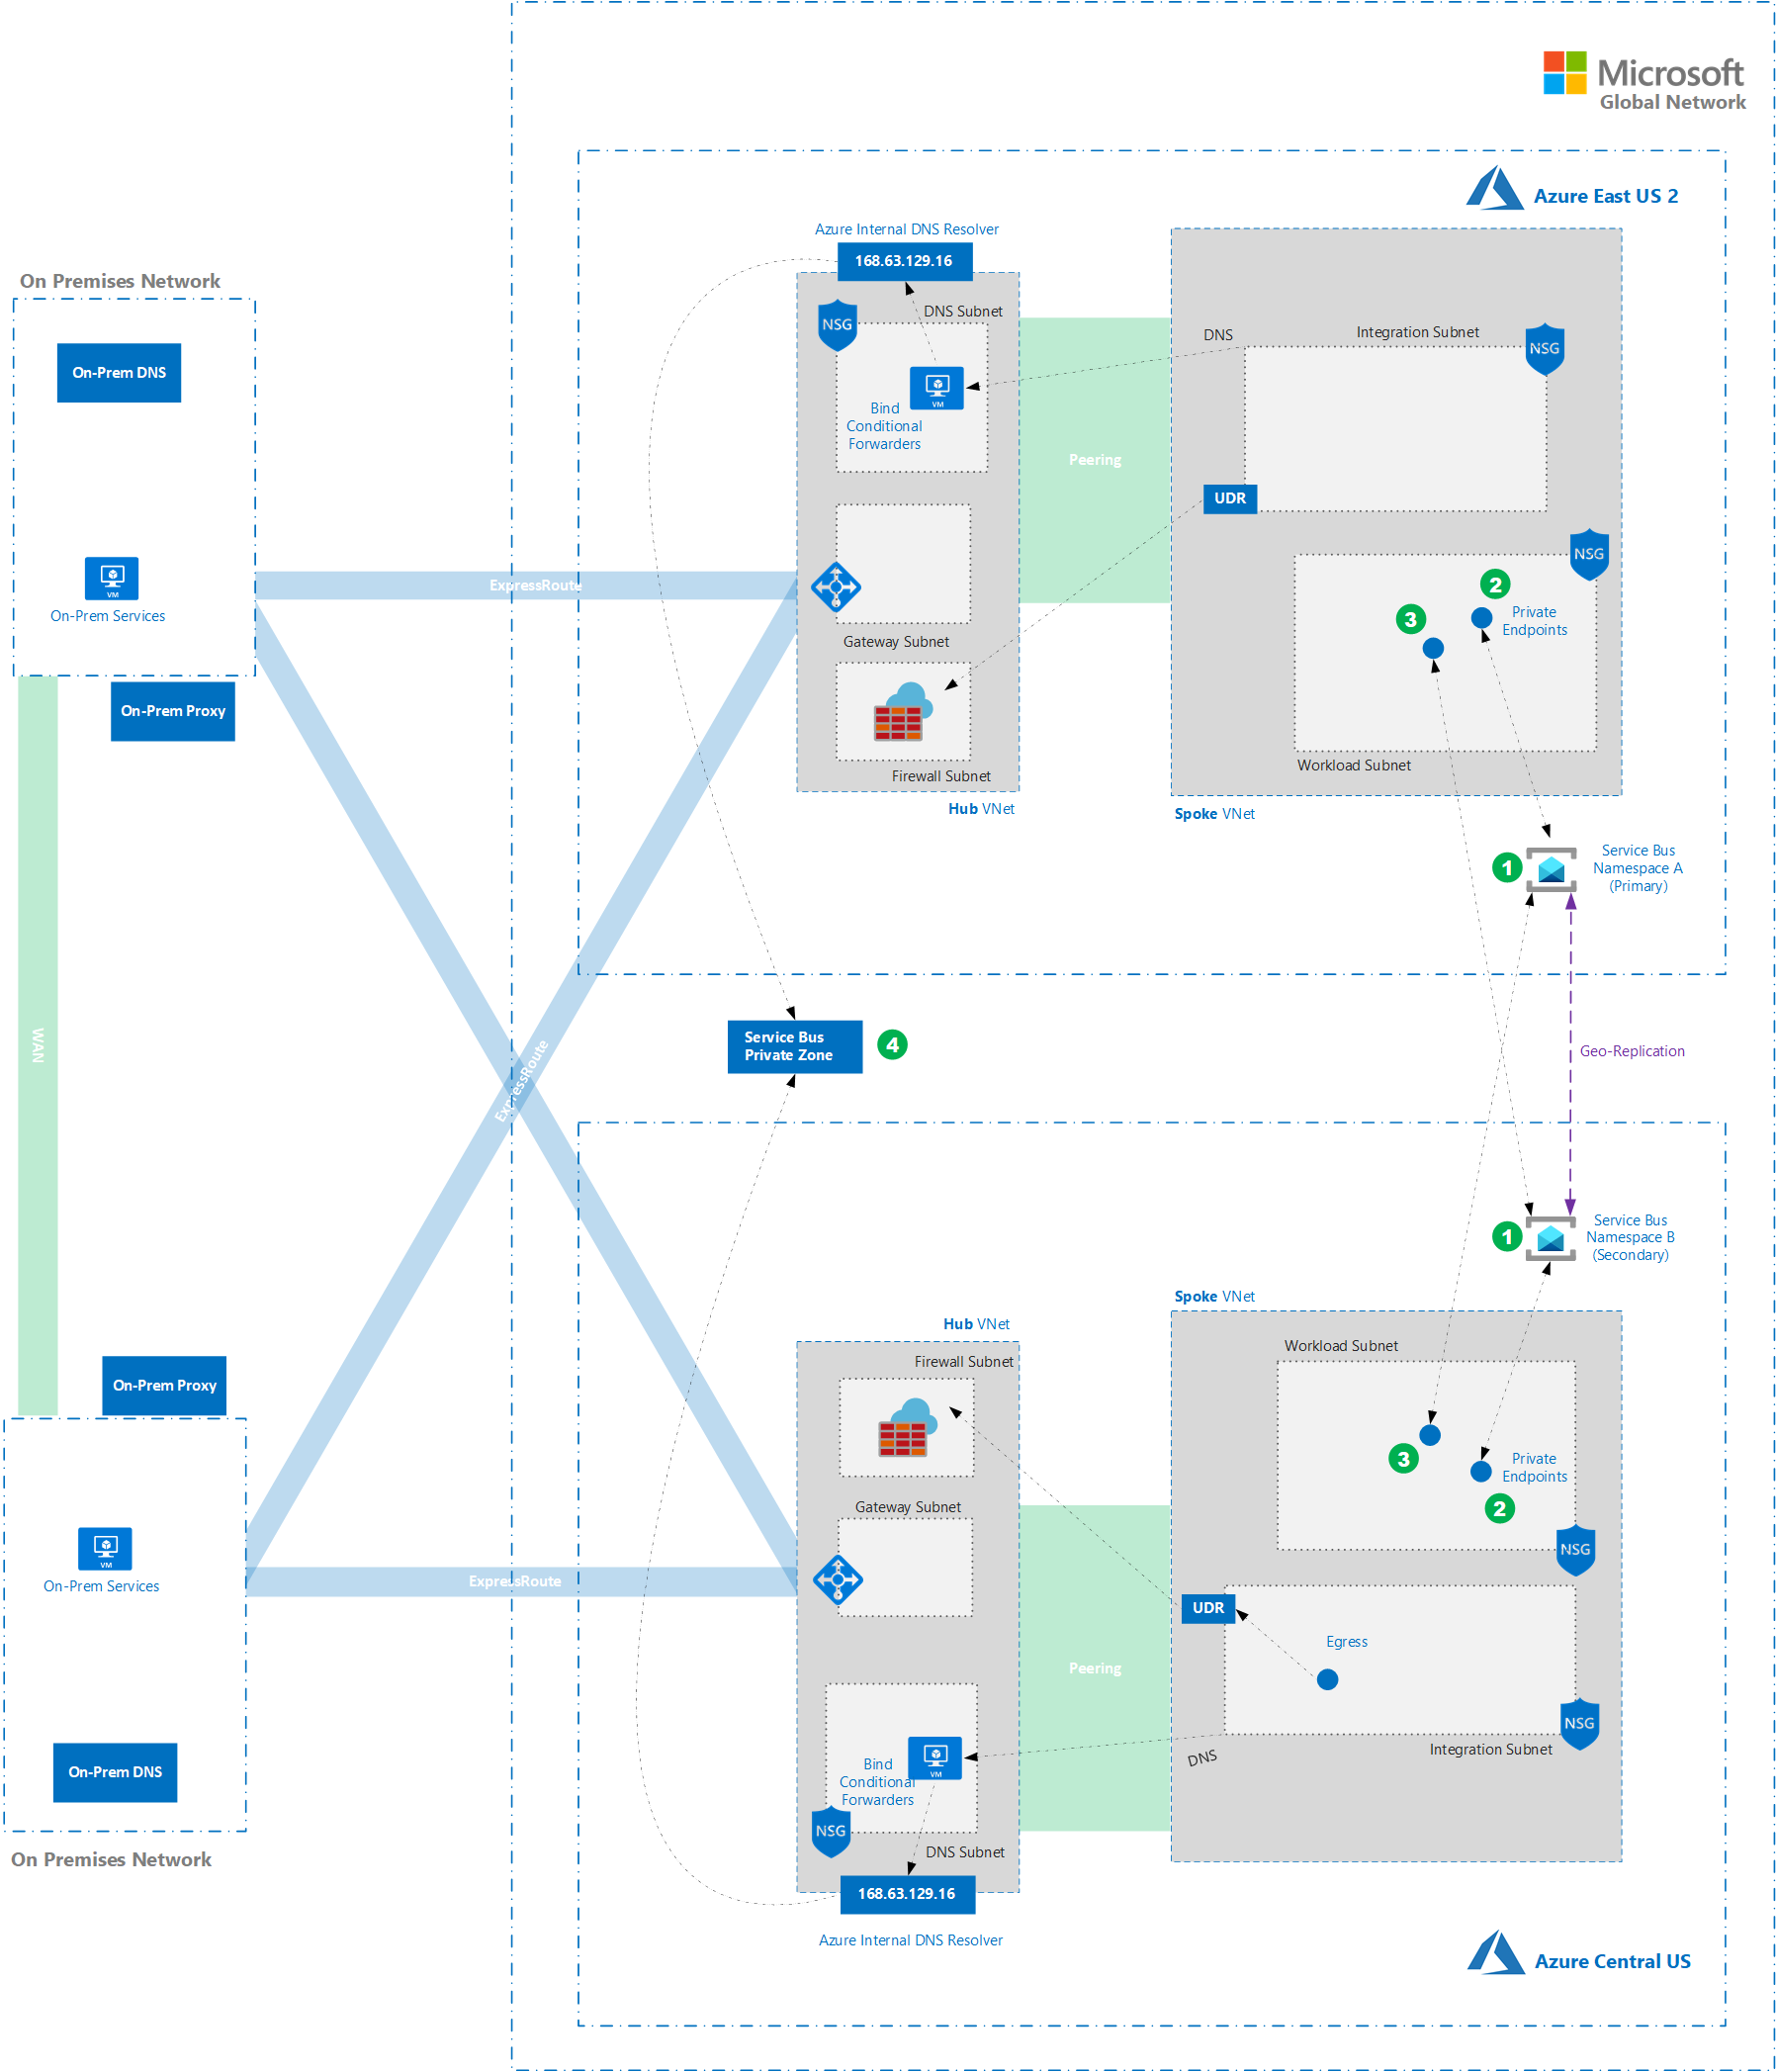 Microsoft
Global Network
Azure East US 2
Azure Internal DNS Resolver
168.63.129.16
On Premises Network
On-Prem DNS
NSG
DNS Subnet
VM
Bind
Conditional
Forwarders
Peering
DNS
Integration Subnet
NSG
UDR
NSG
2
3
Private
Endpoints
VM
On-Prem Services
ExpressRoute
Gateway Subnet
On-Prem Proxy
Firewall Subnet
Workload Subnet
Hub VNet
Spoke VNet
1
Service Bus
Namespace A
(Primary)
WAN
ExpressRoute
Service Bus
Private Zone
4
Geo-Replication
1
Service Bus
Namespace B
(Secondary)
Spoke VNet
Hub VNet
Workload Subnet
Firewall Subnet
On-Prem Proxy
3
Private
Endpoints
2
Gateway Subnet
NSG
VM
On-Prem Services
ExpressRoute
UDR
Egress
Peering
NSG
Integration Subnet
DNS
VM
Bind
Conditional
Forwarders
On-Prem DNS
NSG
DNS Subnet
On Premises Network
168.63.129.16
Azure Internal DNS Resolver
Azure Central US